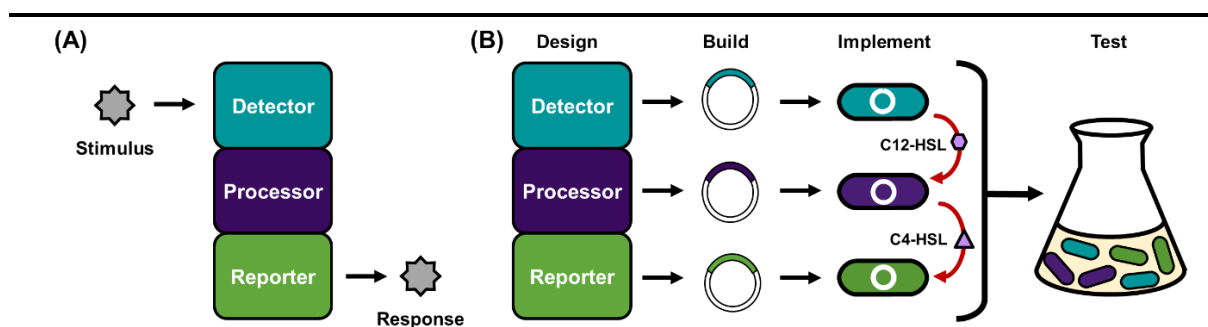 (A)
Stimulus
Detector
Processor
Reporter
Response
(B)
Design
Build
Implement
Test
Detector
Processor
Reporter
C12-HSL
C4-HSL